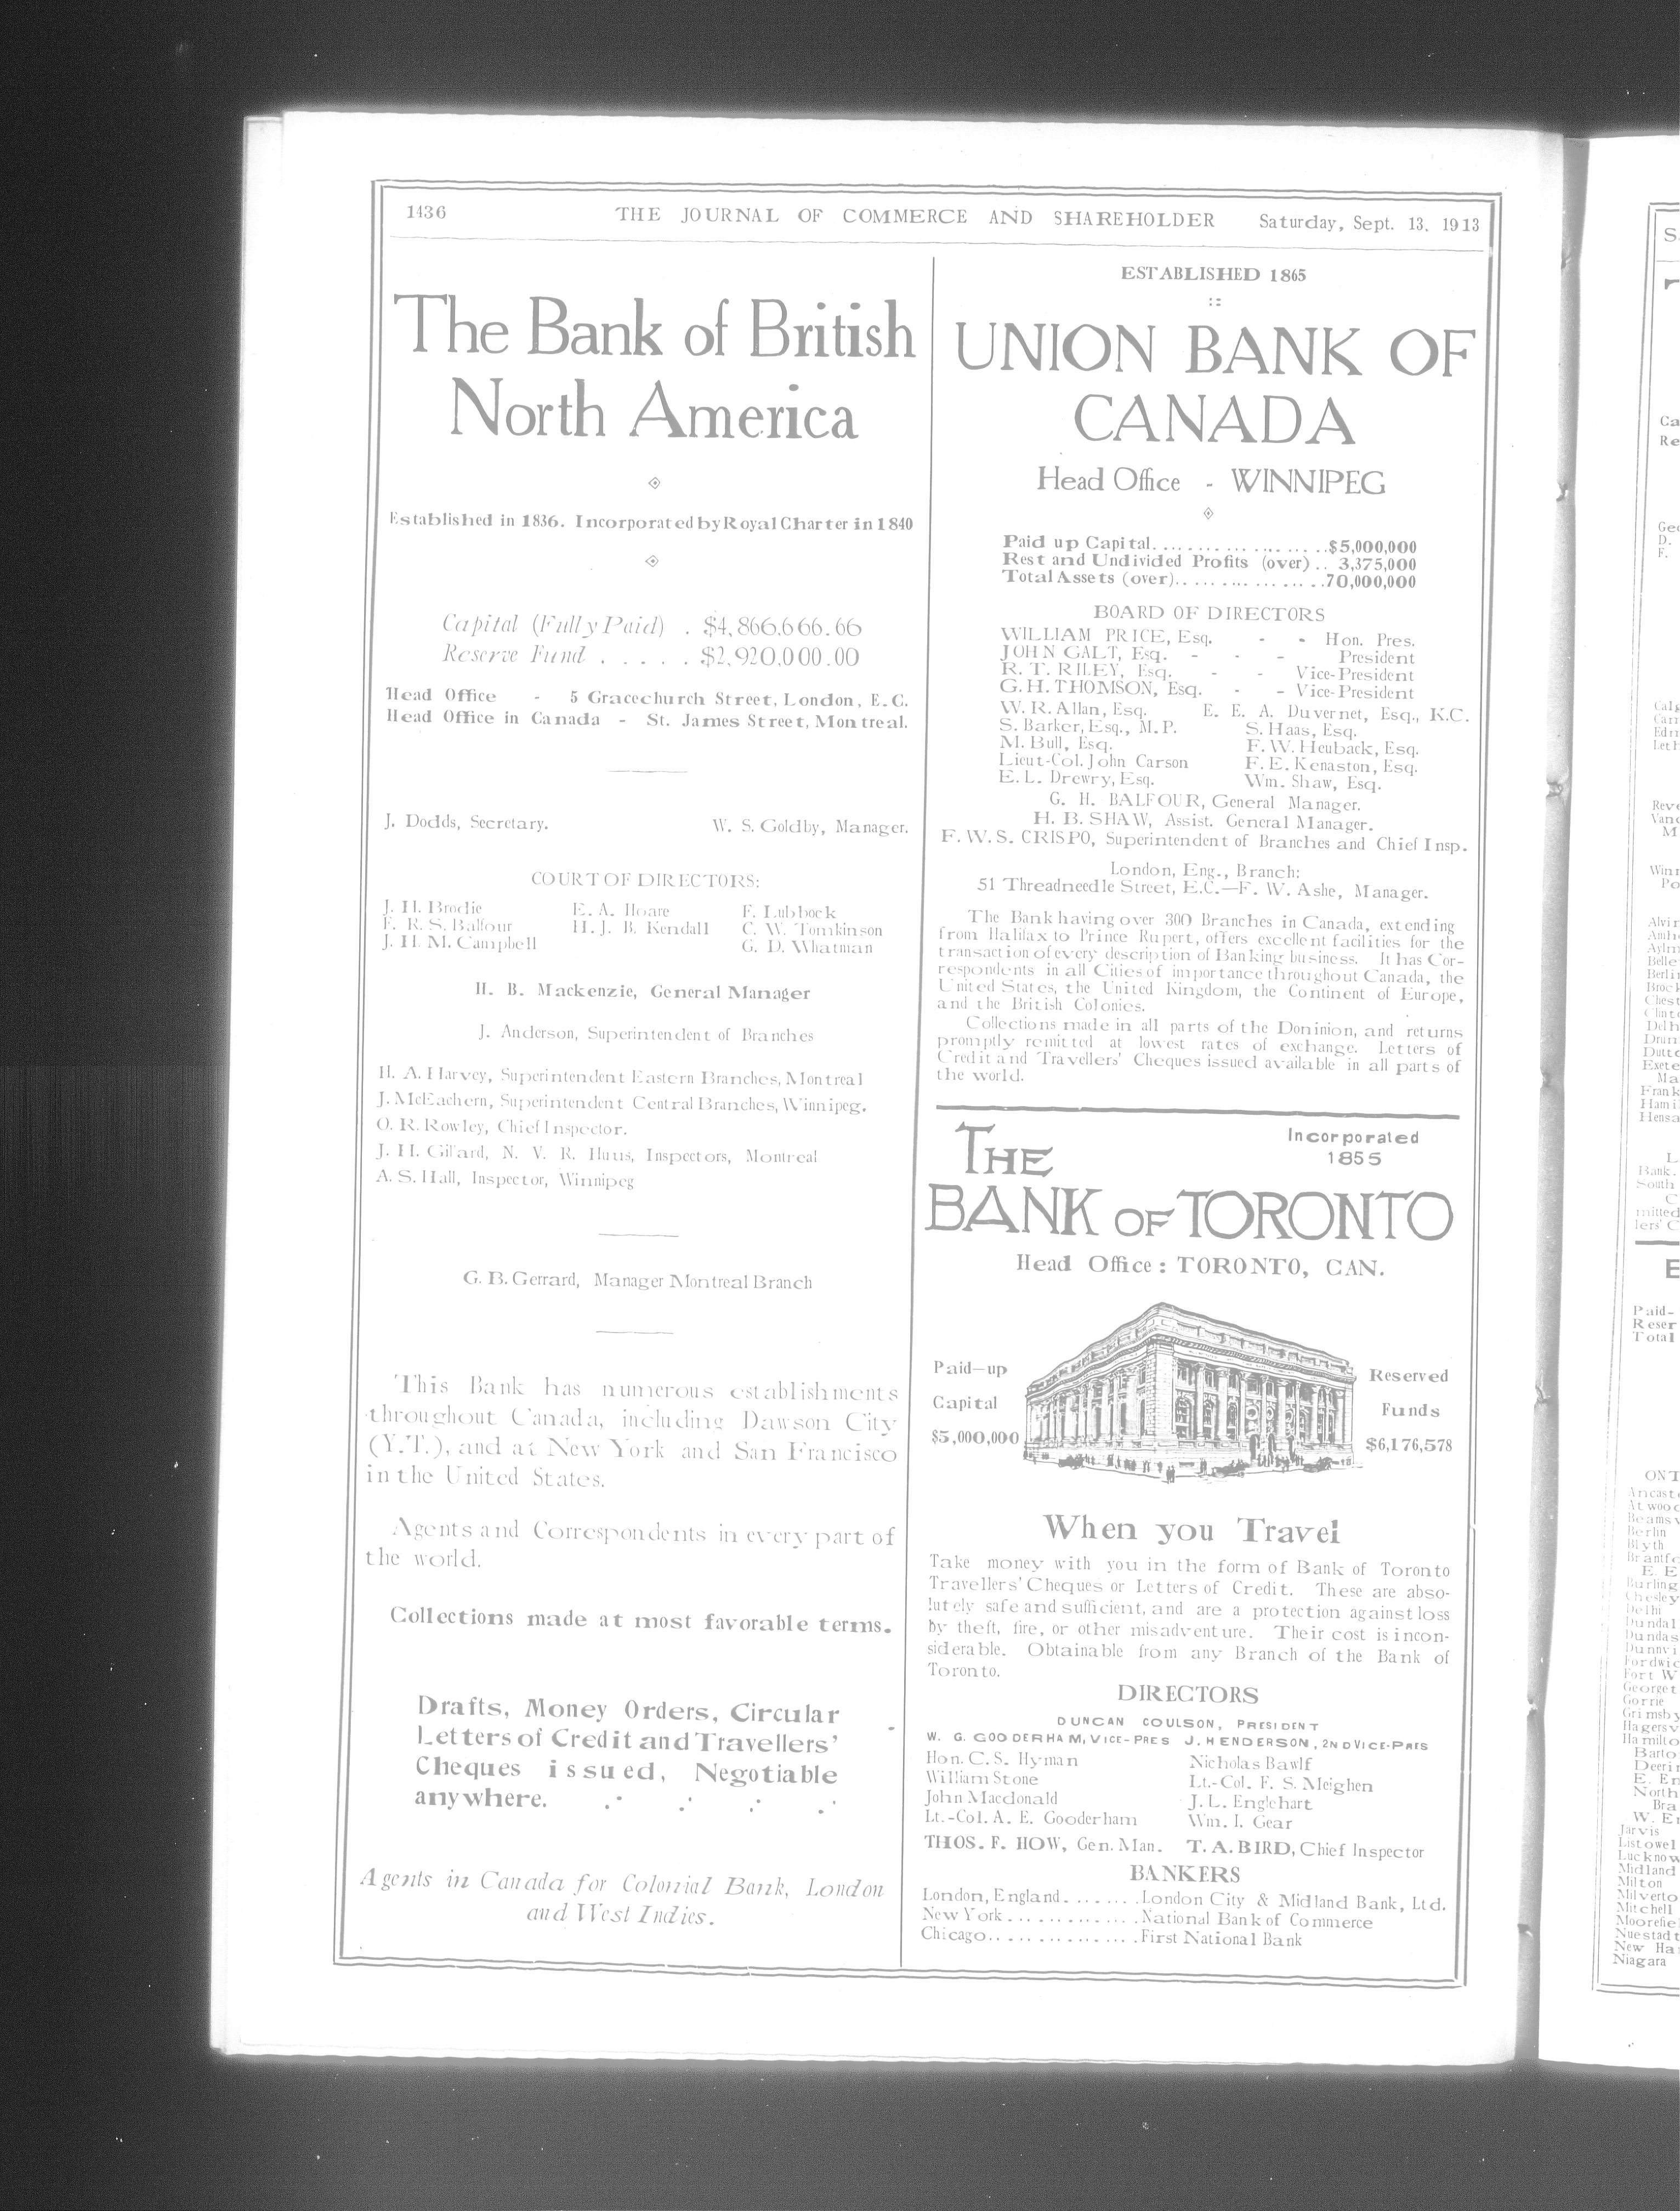 1436 THE JOURNAL OF COMMERCE AND SHAREHOLDER Saturday, Sept. 13, 1913
The Bank of British
North America
Established in 1836. Incorporated by Royal Charter in 1840
Capital (Fully Paid) . $4,866,666.66
Reserve Fund . . . . . $2,920,000.00
Head Office - 5 Gracechurch Street, London, E.C.
Head Office in Canada - St. James Street, Montreal.
J. Dodds, Secretary. W. S. Goldby, Manager.
COURT OF DIRECTORS:
J. H. Brodie E. A. Hoare F. Lubbock
F. R. S. Balfour H. J. B. Kendall C. W. Tomkinson
J. H. M. Campbell G. D. Whatman
H. B. Mackenzie, General Manager
J. Anderson, Superintendent of Branches
H. A. Harvey, Superintendent Eastern Branches, Montreal
J. McEachern, Superintendent Central Branches, Winnipeg.
O. R. Rowley, Chief Inspector.
J. H. Gillard, N. V. R. Huus, Inspectors, Montreal
A. S. Hall, Inspector, Winnipeg
G. B. Gerrard, Manager Montreal Branch
This Bank has numerous establishments
throughout Canada, including Dawson City
(Y.T.), and at New York and San Francisco
in the United States.
Agents and Correspondents in every part of
the world.
Collections made at most favorable terms.
Drafts, Money Orders, Circular
Letters of Credit and Travellers'
Cheques issued, Negotiable
anywhere.
Agents in Canada for Colonial Bank, London
and West Indies.
ESTABLISHED 1865
::
UNION BANK OF
CANADA
Head Office - WINNIPEG
Paid up Capital. . . . . . . . . . . . . . . . . .$5,000,000
Rest and Undivided Profits (over) . . 3,375,000
Total Assets (over). . . . . . . . . . . . . . . .70,000,000
BOARD OF DIRECTORS
WILLIAM PRICE, Esq. - - Hon. Pres.
JOHN GALT, Esq. - - - President
R. T. RILEY, Esq. - - Vice-President
G. H. THOMSON, Esq. - - Vice-President
W. R. Allan, Esq. E. E. A. Duvernet, Esq., K.C.
S. Barker, Esq., M.P. S. Haas, Esq.
M. Bull, Esq. F. W. Heuback, Esq.
Lieut-Col. John Carson F. E. Kenaston, Esq.
E. L. Drewry, Esq. Wm. Shaw, Esq.
G. H. BALFOUR, General Manager.
H. B. SHAW, Assist. General Manager.
F. W. S. CRISPO, Superintendent of Branches and Chief Insp.
London, Eng., Branch:
51 Threadneedle Street, E.C.—F. W. Ashe, Manager.
The Bank having over 300 Branches in Canada, extending
from Halifax to Prince Rupert, offers excellent facilities for the
transaction of every description of Banking business. It has Cor-
respondents in all Cities of importance throughout Canada, the
United States, the United Kingdom, the Continent of Europe,
and the British Colonies.
Collections made in all parts of the Dominion, and returns
promptly remitted at lowest rates of exchange. Letters of
Credit and Travellers' Cheques issued available in all parts of
the world.
THE
Incorporated
1855
BANK OF TORONTO
Head Office: TORONTO, CAN.
Paid-up
Capital
$5,000,000
Reserved
Funds
$6,176,578
When you Travel
Take money with you in the form of Bank of Toronto
Travellers' Cheques or Letters of Credit. These are abso-
lutely safe and sufficient, and are a protection against loss
by theft, fire, or other misadventure. Their cost is incon-
siderable. Obtainable from any Branch of the Bank of
Toronto.
DIRECTORS
DUNCAN COULSON, PRESIDENT
W. G. GOODERHAM, VICE-PRES J. HENDERSON, 2ND VICE-PRES
Hon. C. S. Hyman Nicholas Bawlf
William Stone Lt.-Col. F. S. Meighen
John Macdonald J. L. Englehart
Lt.-Col. A. E. Gooderham Wm. I. Gear
THOS. F. HOW, Gen. Man. T. A. BIRD, Chief Inspector
BANKERS
London, England. . . . . . . .London City & Midland Bank, Ltd.
New York. . . . . . . . . . . . .National Bank of Commerce
Chicago. . . . . . . . . . . . . . .First National Bank